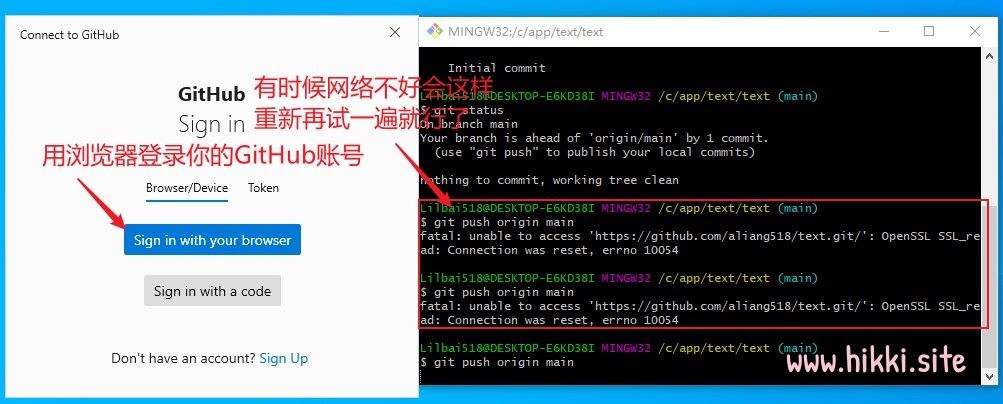 Connect to GitHub
GitHub
Sign in
用浏览器登录你的GitHub账号
Browser/Device Token
Sign in with your browser
Sign in with a code
Don't have an account? Sign Up
有时候网络不好会这样
重新再试一遍就行了
MINGW32:/c/app/text/text
Initial commit
Lilbai518@DESKTOP-E6KD38I MINGW32 /c/app/text/text (main)
$ git status
On branch main
Your branch is ahead of 'origin/main' by 1 commit.
(use "git push" to publish your local commits)
nothing to commit, working tree clean
Lilbai518@DESKTOP-E6KD38I MINGW32 /c/app/text/text (main)
$ git push origin main
fatal: unable to access 'https://github.com/aliang518/text.git/': OpenSSL SSL_re
ad: Connection was reset, errno 10054
Lilbai518@DESKTOP-E6KD38I MINGW32 /c/app/text/text (main)
$ git push origin main
fatal: unable to access 'https://github.com/aliang518/text.git/': OpenSSL SSL_re
ad: Connection was reset, errno 10054
Lilbai518@DESKTOP-E6KD38I MINGW32 /c/app/text/text (main)
$ git push origin main
www.hikki.site